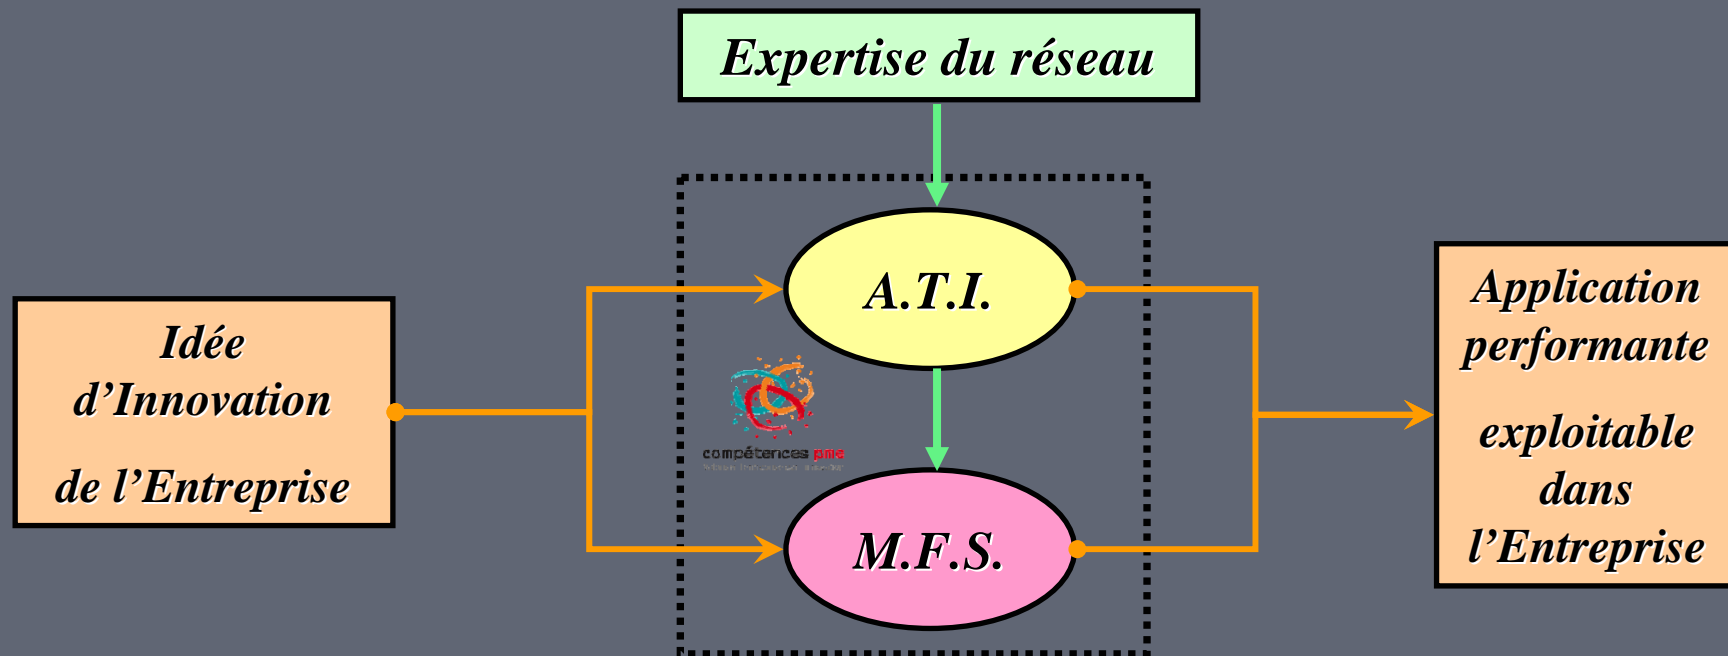 Expertise du réseau
A.T.I.
Idée
d’Innovation
de l’Entreprise
compétences pme
M.F.S.
Application
performante
exploitable
dans
l’Entreprise